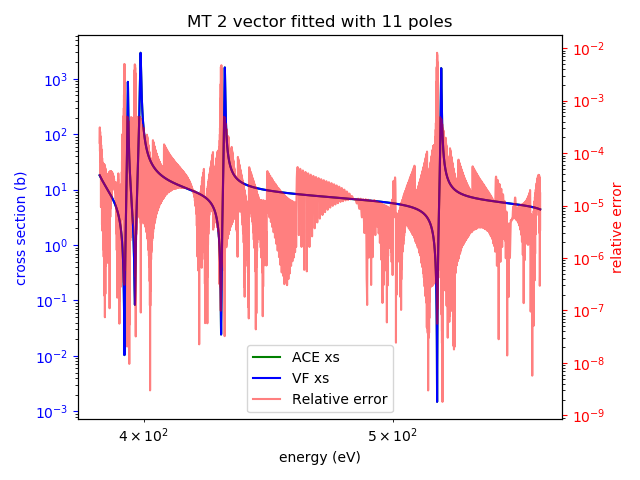 MT 2 vector fitted with 11 poles
cross section (b)
10³
10²
10¹
10⁰
10⁻¹
10⁻²
10⁻³
10⁻²
10⁻³
10⁻⁴
10⁻⁵
10⁻⁶
10⁻⁷
10⁻⁸
10⁻⁹
relative error
ACE xs
VF xs
Relative error
4 × 10² 5 × 10²
energy (eV)